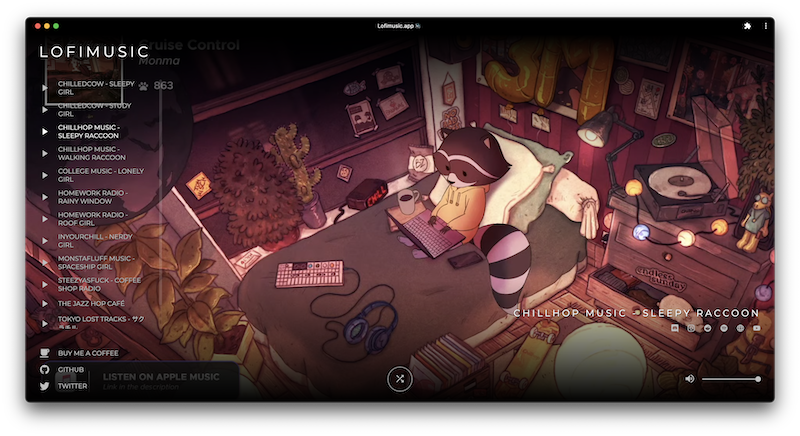 Lofimusic.app
LOFIMUSIC
Cruise Control
Monma
863
CHILLEDCOW - SLEEPY
GIRL
CHILLEDCOW - STUDY
GIRL
CHILLHOP MUSIC -
SLEEPY RACCOON
CHILLHOP MUSIC -
WALKING RACCOON
COLLEGE MUSIC - LONELY
GIRL
HOMEWORK RADIO -
RAINY WINDOW
HOMEWORK RADIO -
ROOF GIRL
INYOURCHILL - NERDY
GIRL
MONSTAFLUFF MUSIC -
SPACESHIP GIRL
STEEZYASFUCK - COFFEE
SHOP RADIO
THE JAZZ HOP CAFÉ
TOKYO LOST TRACKS - サク
BUY ME A COFFEE
GITHUB
TWITTER
LISTEN ON APPLE MUSIC
Link in the description
CHILL
endless
sunday
CHILLHOP MUSIC - SLEEPY RACCOON